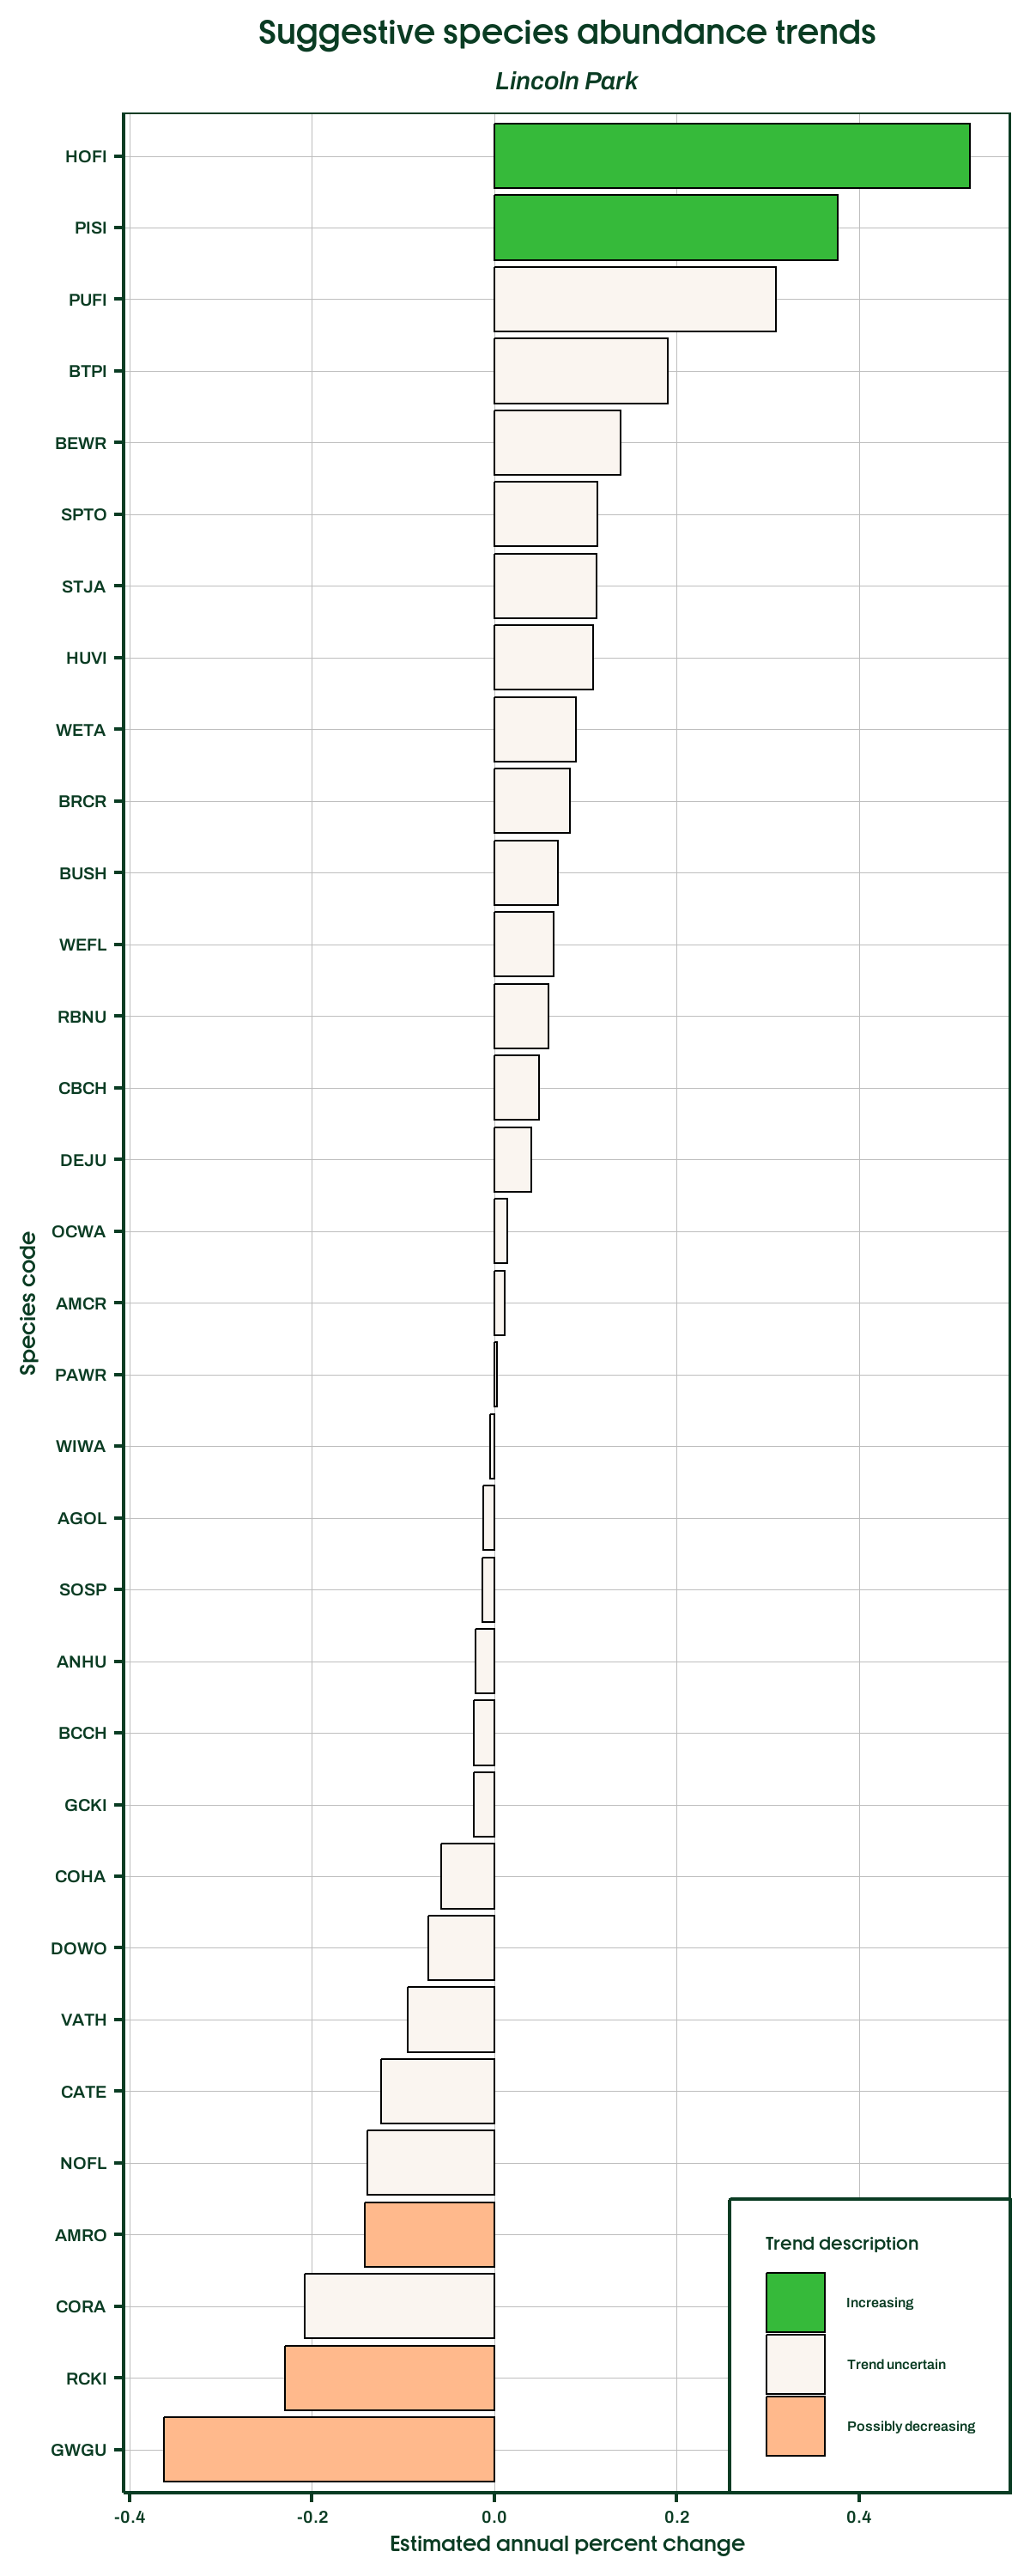 Suggestive species abundance trends
Lincoln Park
HOFI
PISI
PUFI
BTPI
BEWR
SPTO
STJA
HUVI
WETA
BRCR
BUSH
WEFL
RBNU
CBCH
DEJU
OCWA
AMCR
PAWR
WIWA
AGOL
SOSP
ANHU
BCCH
GCKI
COHA
DOWO
VATH
CATE
NOFL
AMRO
CORA
RCKI
GWGU
Species code
Trend description
Increasing
Trend uncertain
Possibly decreasing
-0.4 -0.2 0.0 0.2 0.4
Estimated annual percent change